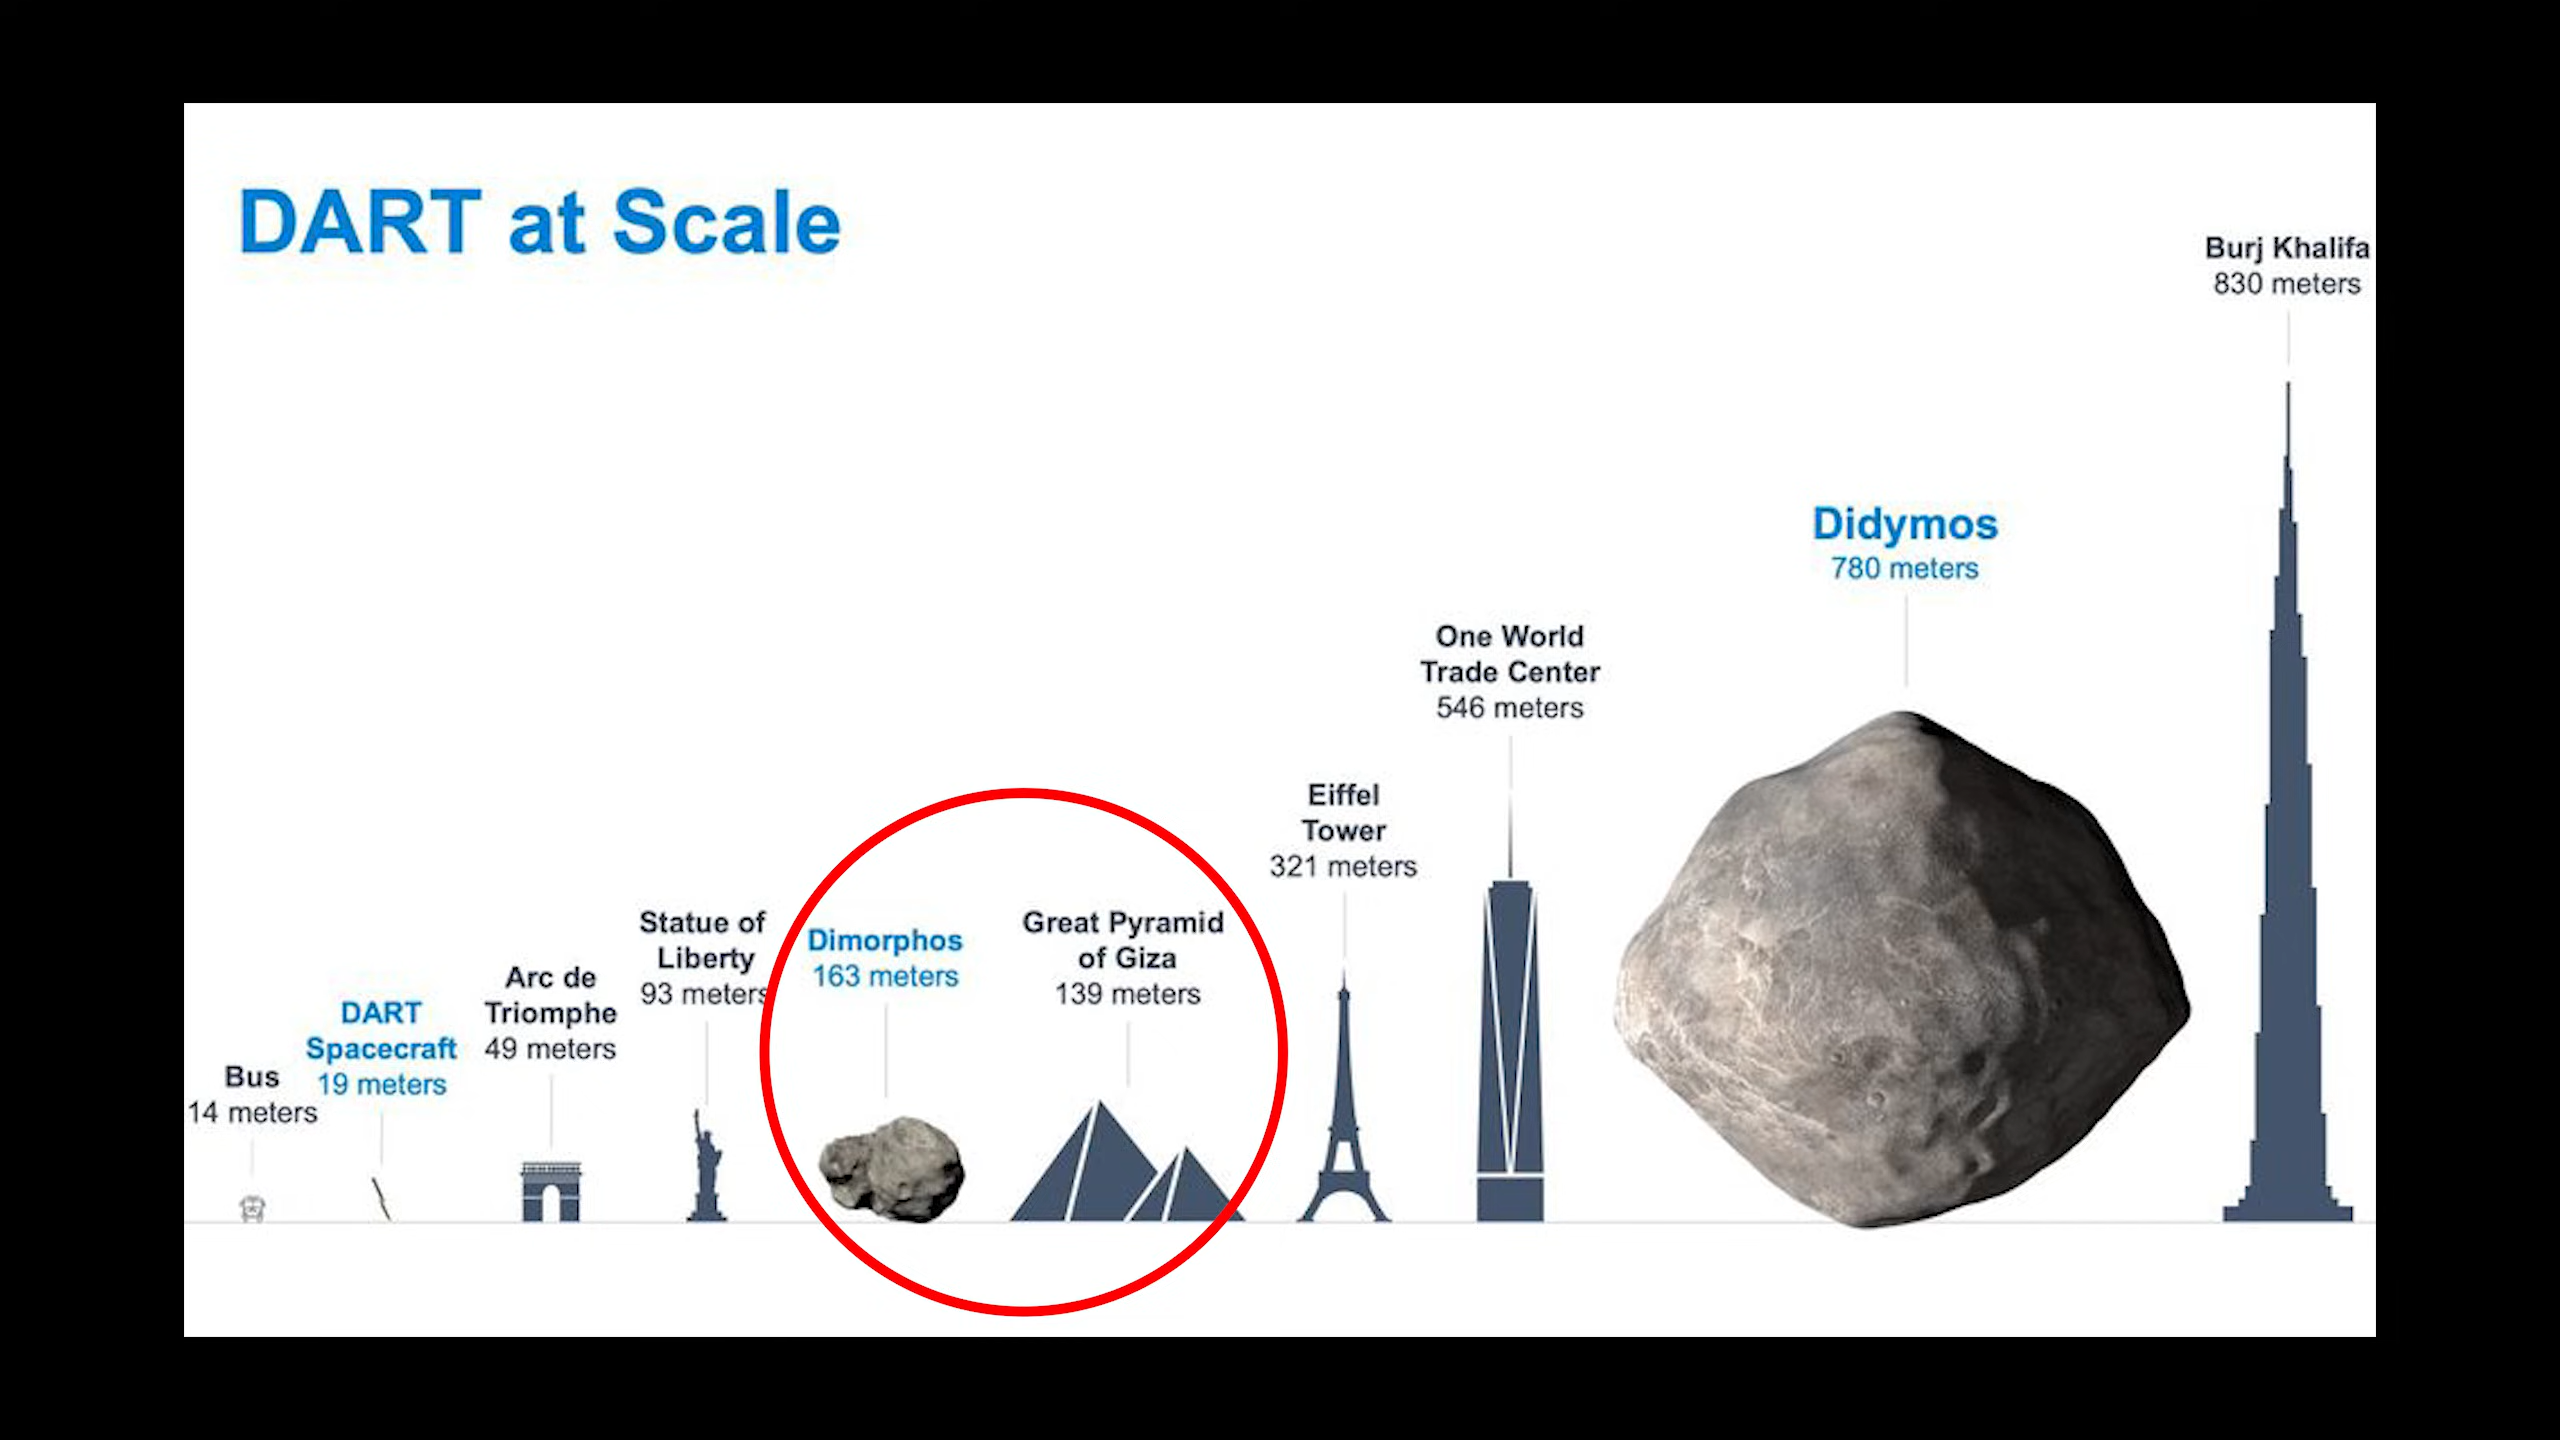 DART at Scale
Bus
14 meters
DART
Spacecraft
19 meters
Arc de
Triomphe
49 meters
Statue of
Liberty
93 meters
Dimorphos
163 meters
Great Pyramid
of Giza
139 meters
Eiffel
Tower
321 meters
One World
Trade Center
546 meters
Didymos
780 meters
Burj Khalifa
830 meters